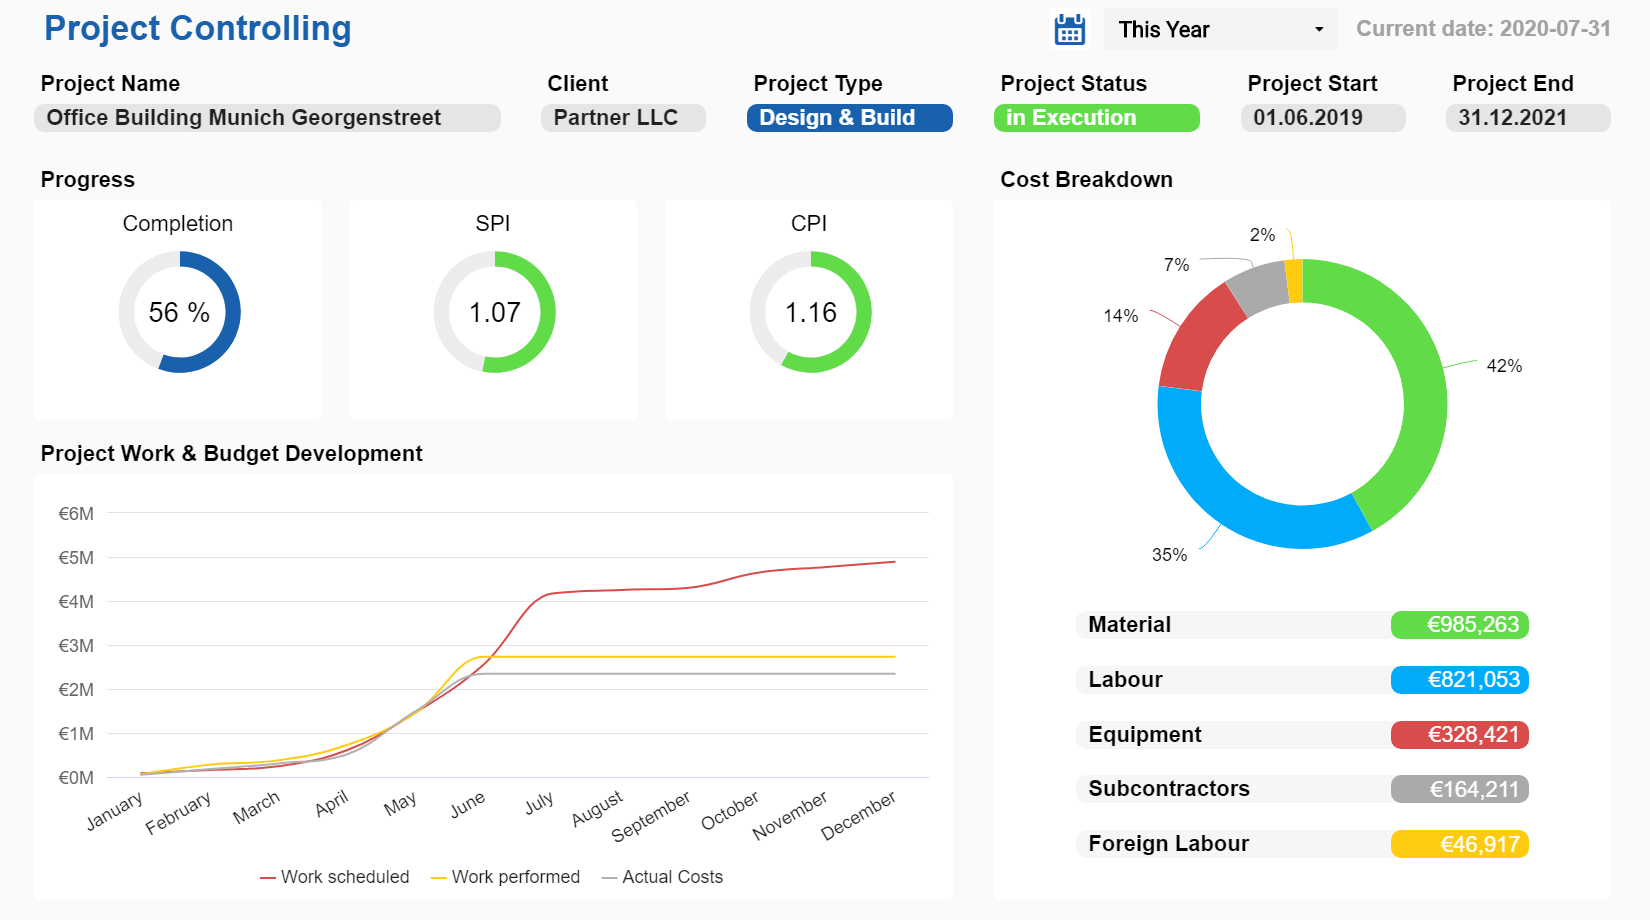 Project Controlling
This Year
Current date: 2020-07-31
Project Name
Client
Project Type
Project Status
Project Start
Project End
Office Building Munich Georgenstreet
Partner LLC
Design & Build
in Execution
01.06.2019
31.12.2021
Progress
Completion
56 %
SPI
1.07
CPI
1.16
Project Work & Budget Development
€6M
€5M
€4M
€3M
€2M
€1M
€0M
January
February
March
April
May
June
July
August
September
October
November
December
Work scheduled
Work performed
Actual Costs
Cost Breakdown
2%
7%
14%
42%
35%
Material €985,263
Labour €821,053
Equipment €328,421
Subcontractors €164,211
Foreign Labour €46,917